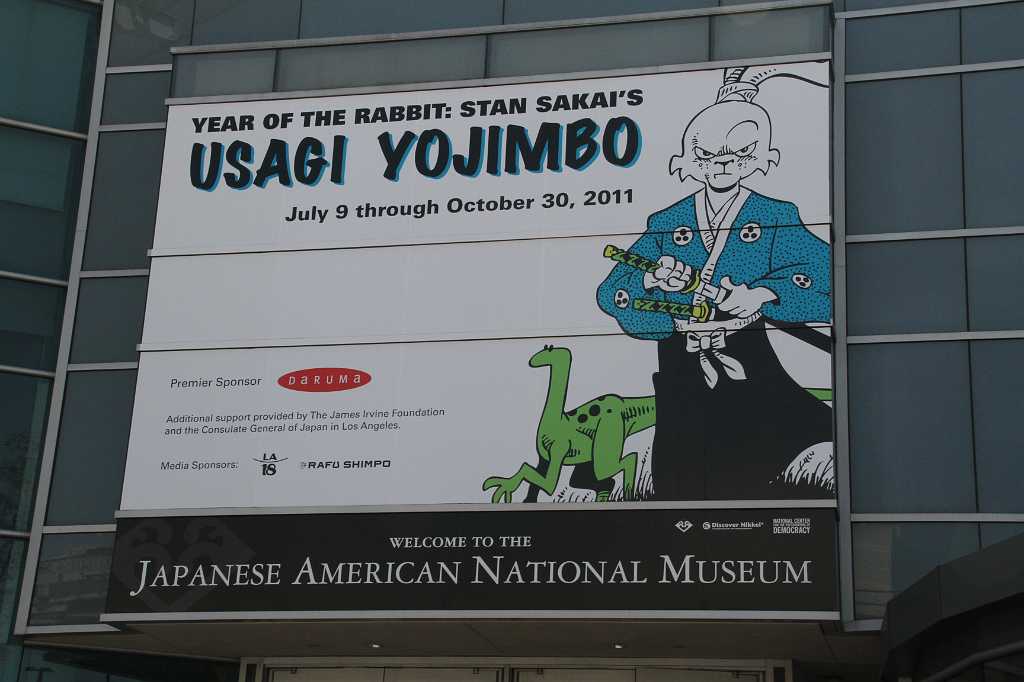 YEAR OF THE RABBIT: STAN SAKAI'S
USAGI YOJIMBO
July 9 through October 30, 2011
Premier Sponsor DARUMA
Additional support provided by The James Irvine Foundation
and the Consulate General of Japan in Los Angeles.
Media Sponsors: LA 18 RAFU SHIMPO
Discover Nikkei
NATIONAL CENTER
DEMOCRACY
WELCOME TO THE
JAPANESE AMERICAN NATIONAL MUSEUM